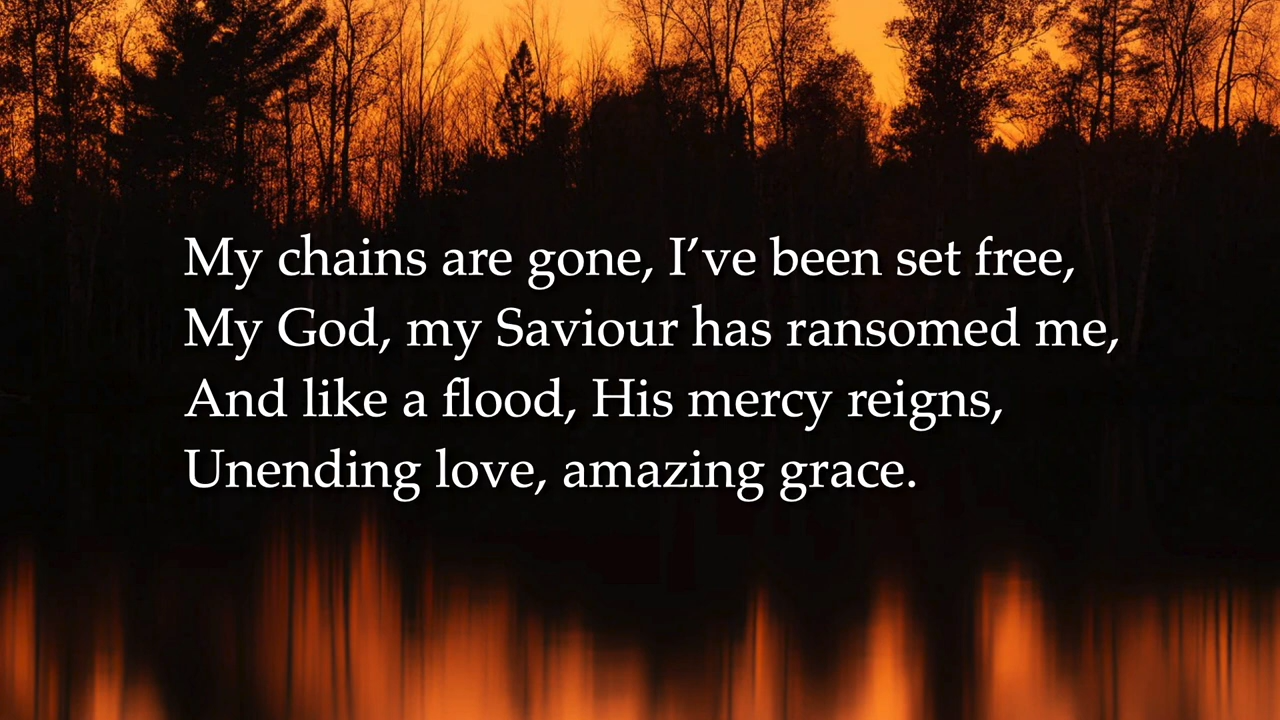 My chains are gone, I’ve been set free,
My God, my Saviour has ransomed me,
And like a flood, His mercy reigns,
Unending love, amazing grace.